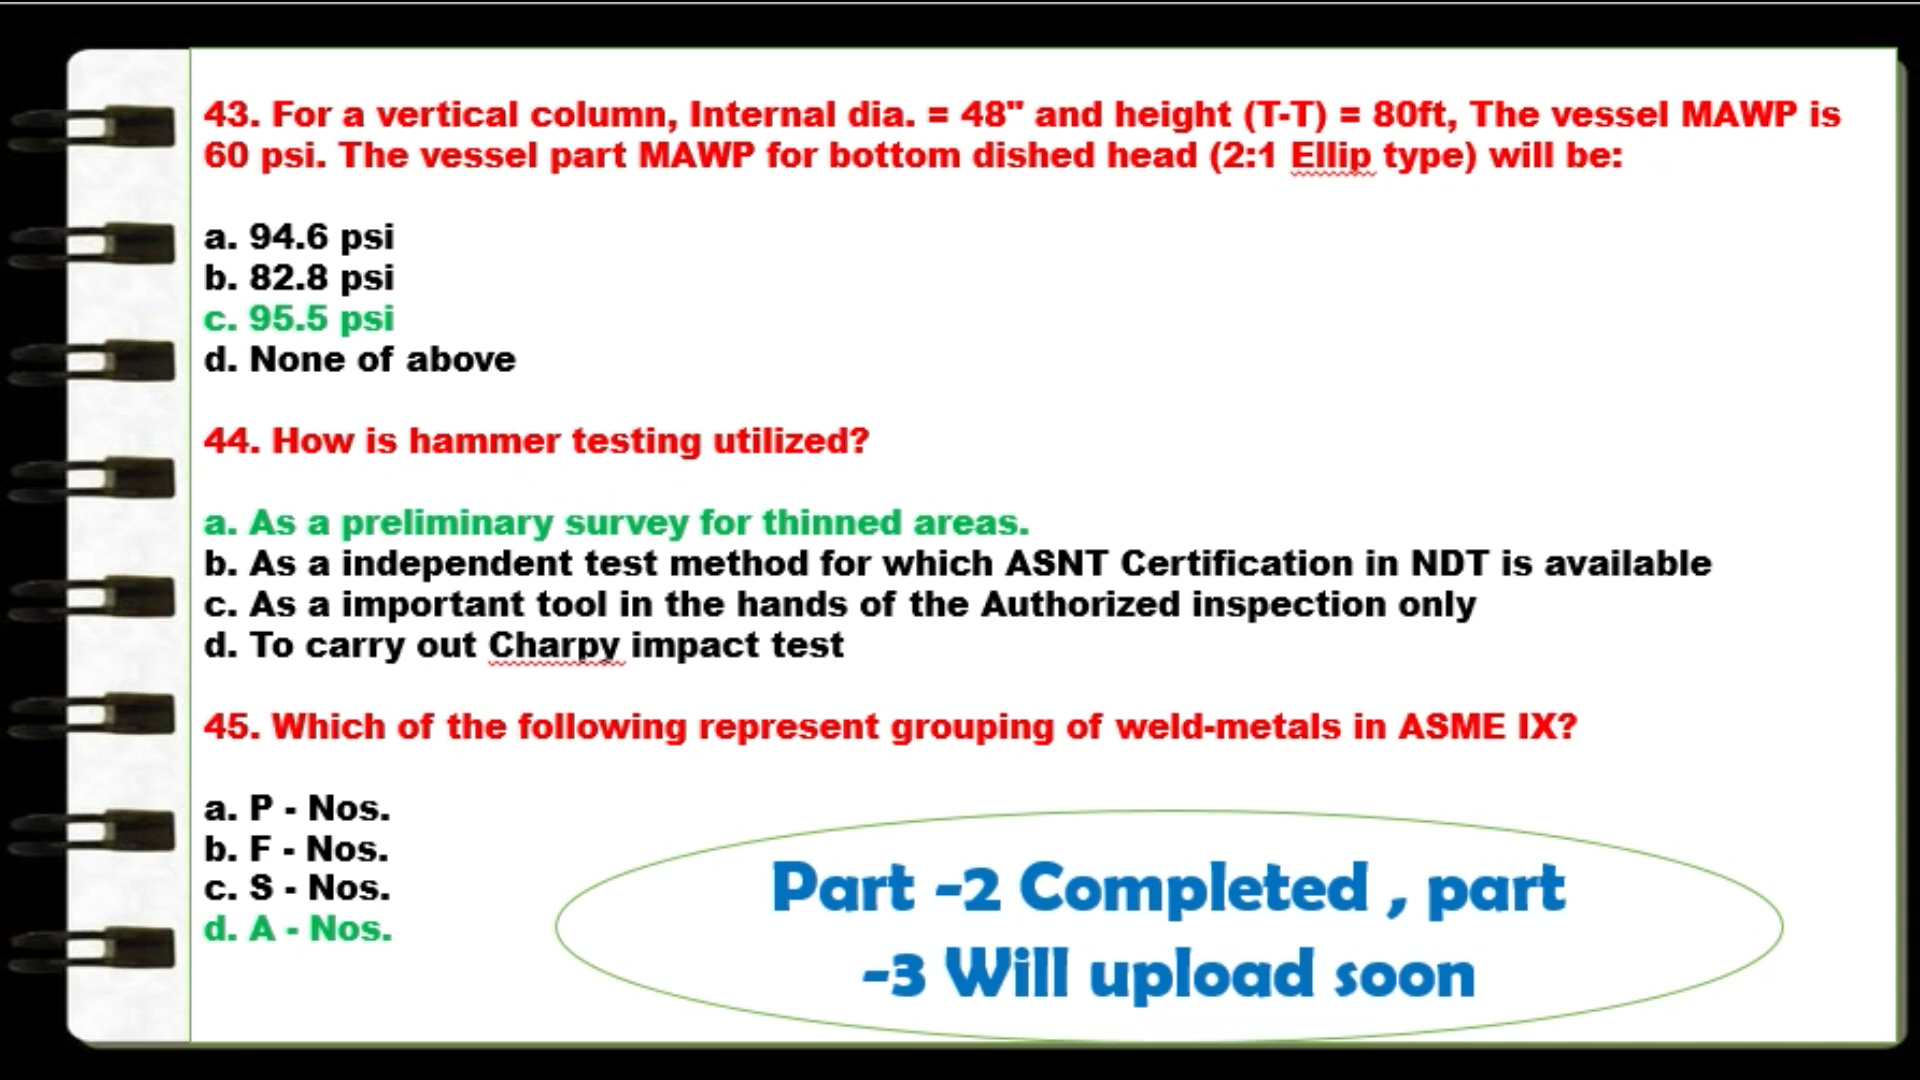 43. For a vertical column, Internal dia. = 48" and height (T-T) = 80ft, The vessel MAWP is
60 psi. The vessel part MAWP for bottom dished head (2:1 Ellip type) will be:
a. 94.6 psi
b. 82.8 psi
c. 95.5 psi
d. None of above
44. How is hammer testing utilized?
a. As a preliminary survey for thinned areas.
b. As a independent test method for which ASNT Certification in NDT is available
c. As a important tool in the hands of the Authorized inspection only
d. To carry out Charpy impact test
45. Which of the following represent grouping of weld-metals in ASME IX?
a. P - Nos.
b. F - Nos.
c. S - Nos.
d. A - Nos.
Part -2 Completed , part
-3 Will upload soon